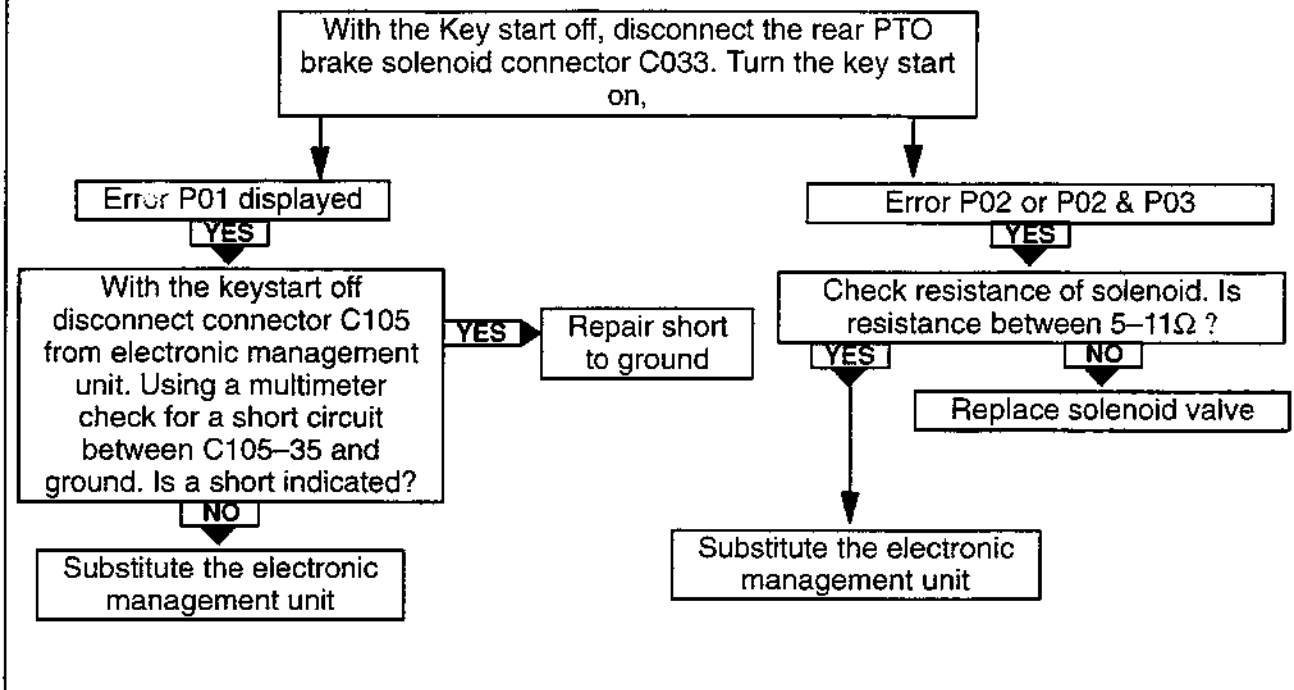 With the Key start off, disconnect the rear PTO
brake solenoid connector C033. Turn the key start
on,
Error P01 displayed
YES
With the keystart off
disconnect connector C105
from electronic management
unit. Using a multimeter
check for a short circuit
between C105–35 and
ground. Is a short indicated?
YES
Repair short
to ground
NO
Substitute the electronic
management unit
Error P02 or P02 & P03
YES
Check resistance of solenoid. Is
resistance between 5–11Ω ?
YES
NO
Replace solenoid valve
Substitute the electronic
management unit